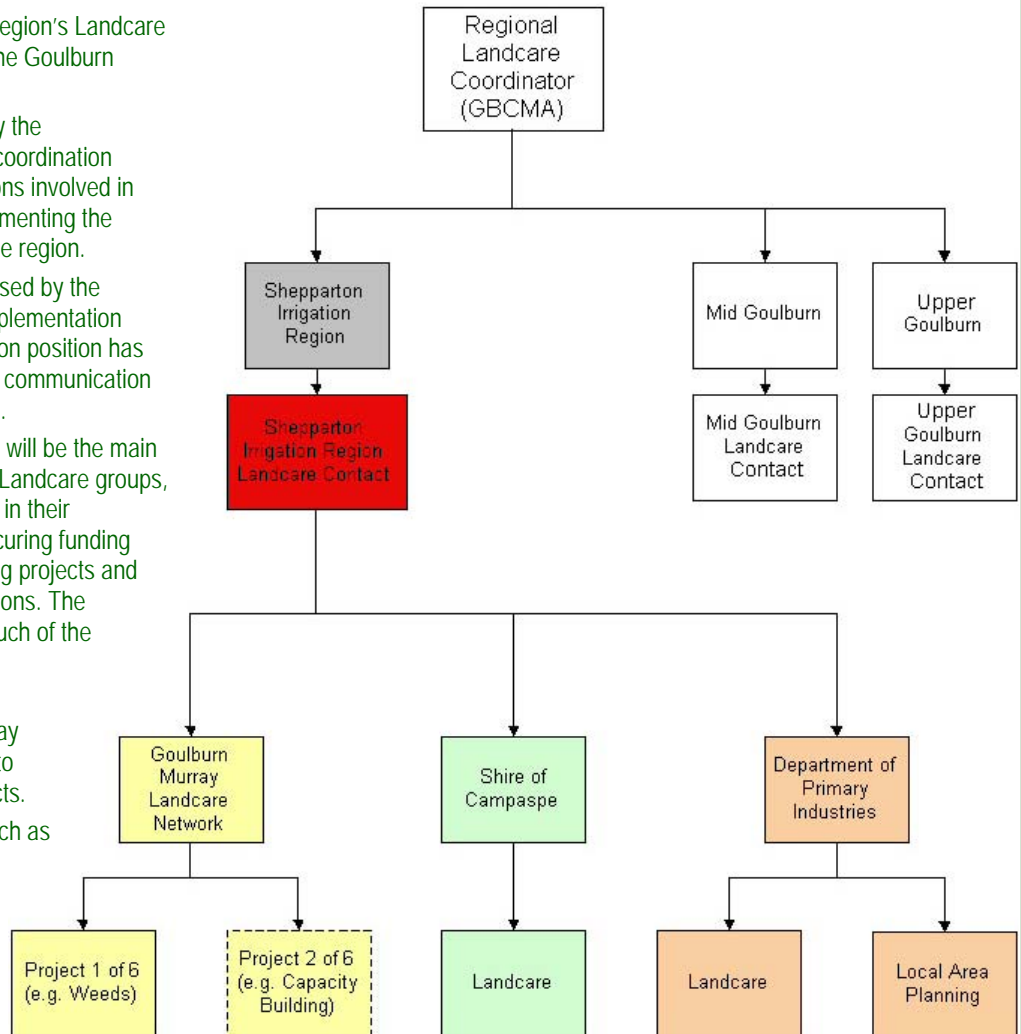 egion's Landcare
ne Goulburn
y the
coordination
ons involved in
menting the
e region.
sed by the
plementation
on position has
communication
.
will be the main
Landcare groups,
in their
curing funding
g projects and
ons. The
uch of the
ay
to
cts.
ch as
Regional
Landcare
Coordinator
(GBCMA)
Shepparton
Irrigation
Region
Mid Goulburn
Upper
Goulburn
Shepparton
Irrigation Region
Landcare Contact
Mid Goulburn
Landcare
Contact
Upper
Goulburn
Landcare
Contact
Goulburn
Murray
Landcare
Network
Shire of
Campaspe
Department of
Primary
Industries
Project 1 of 6
(e.g. Weeds)
Project 2 of 6
(e.g. Capacity
Building)
Landcare
Landcare
Local Area
Planning